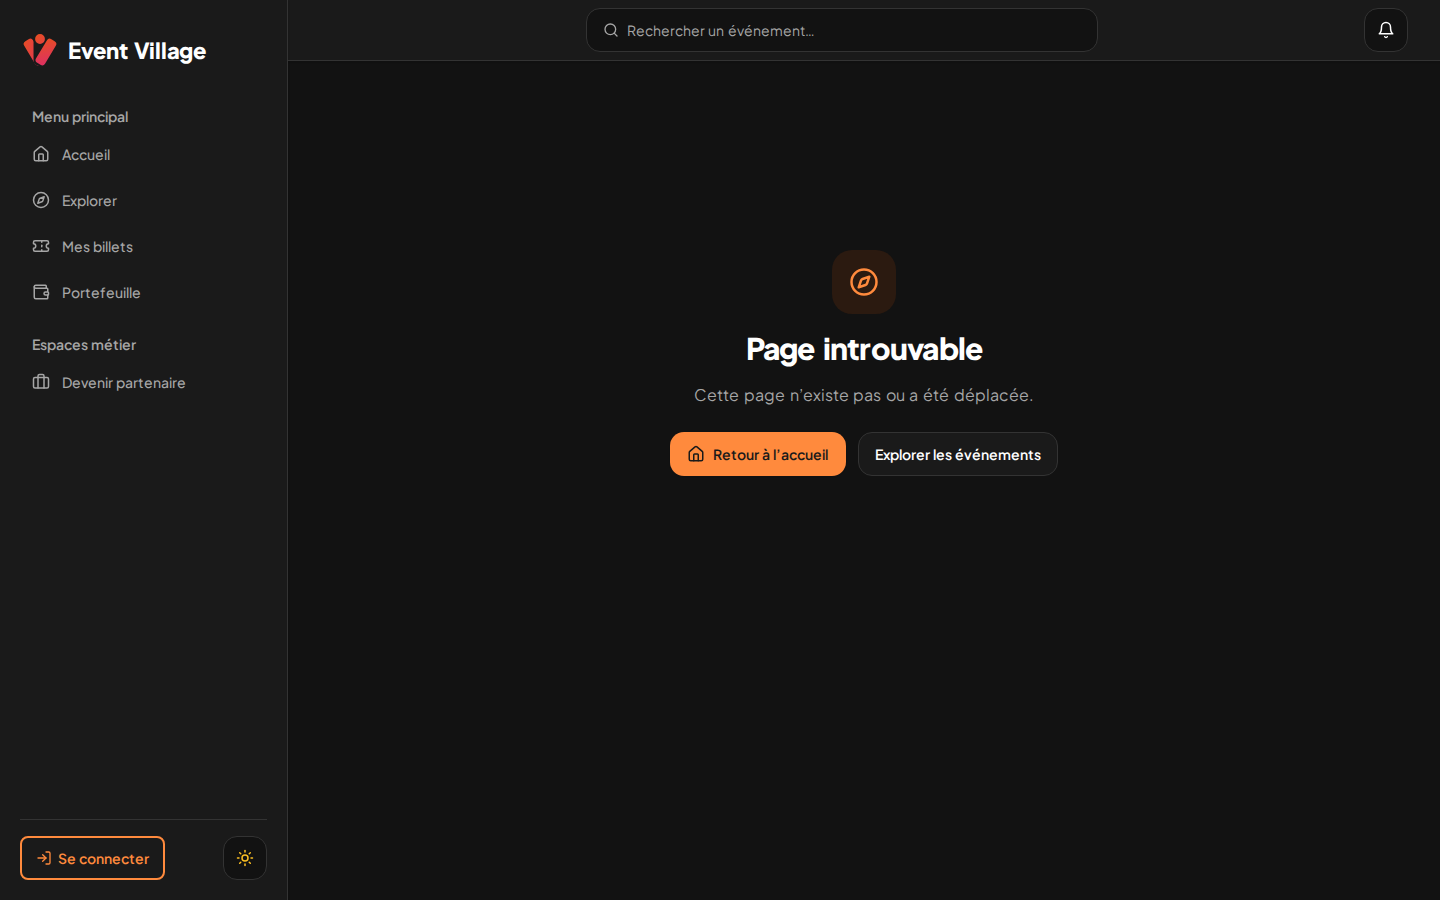 Event Village
Rechercher un événement…
Menu principal
Accueil
Explorer
Mes billets
Portefeuille
Espaces métier
Devenir partenaire
Page introuvable
Cette page n’existe pas ou a été déplacée.
Retour à l’accueil
Explorer les événements
Se connecter